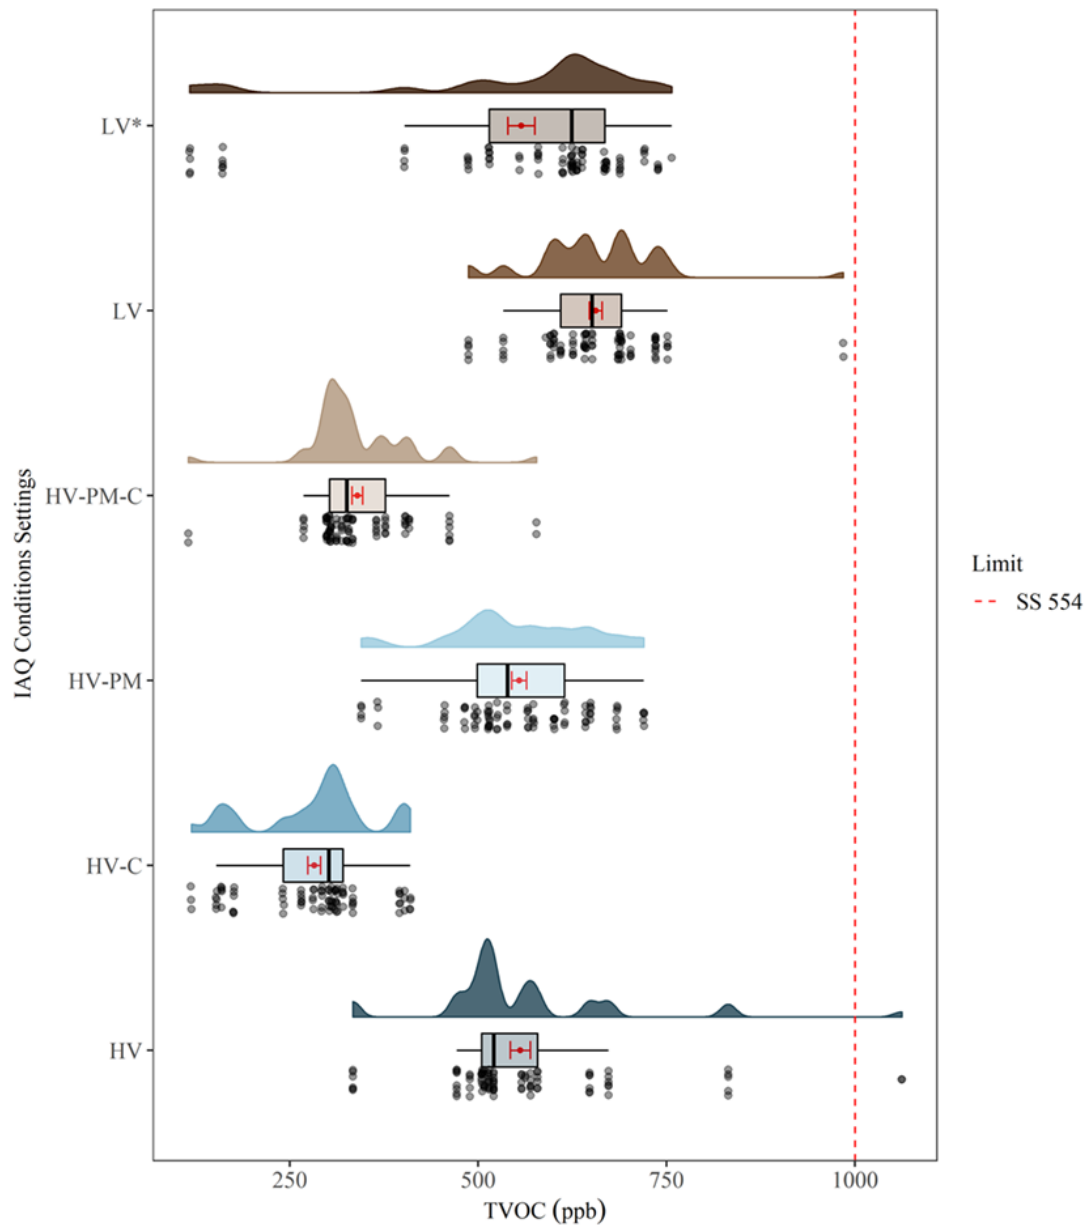 LV*
LV
HV-PM-C
HV-PM
HV-C
HV
IAQ Conditions Settings
250 500 750 1000
TVOC (ppb)
Limit
SS 554